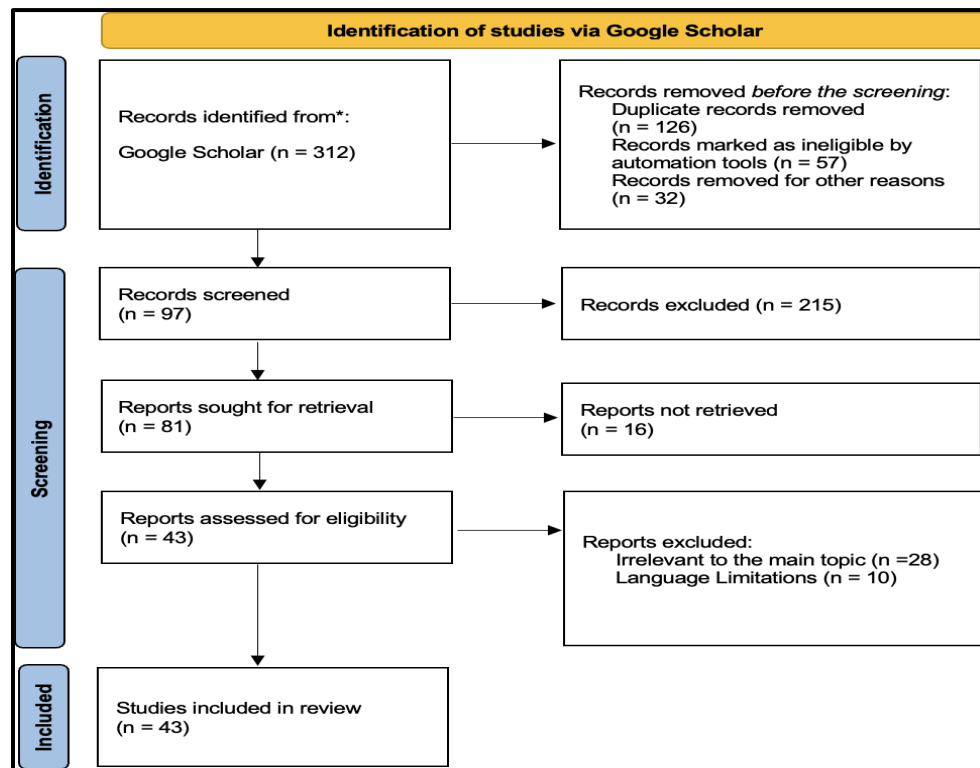 Identification of studies via Google Scholar
Identification
Records identified from*:
Google Scholar (n = 312)
Records removed before the screening:
Duplicate records removed
(n = 126)
Records marked as ineligible by
automation tools (n = 57)
Records removed for other reasons
(n = 32)
Screening
Records screened
(n = 97)
Records excluded (n = 215)
Reports sought for retrieval
(n = 81)
Reports not retrieved
(n = 16)
Reports assessed for eligibility
(n = 43)
Reports excluded:
Irrelevant to the main topic (n =28)
Language Limitations (n = 10)
Included
Studies included in review
(n = 43)